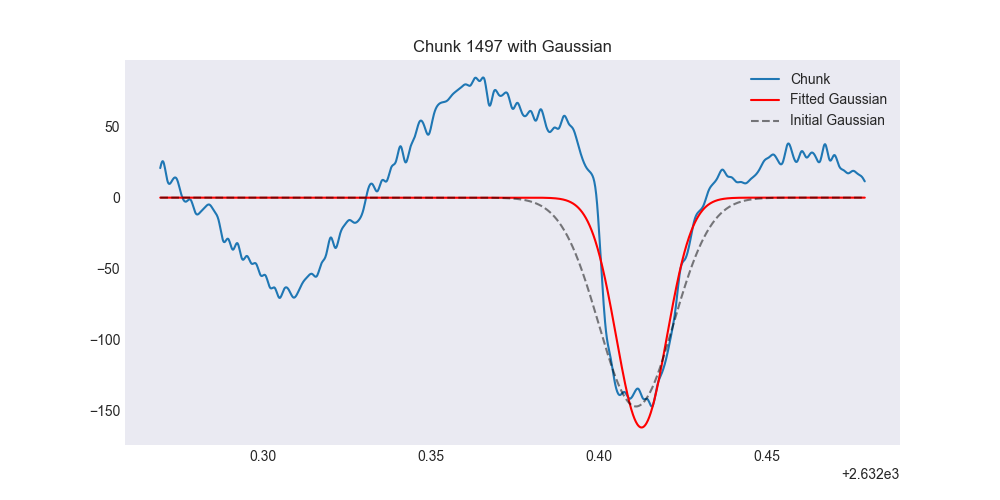 Chunk 1497 with Gaussian
Chunk
Fitted Gaussian
Initial Gaussian
50
0
−50
−100
−150
0.30 0.35 0.40 0.45
+2.632e3